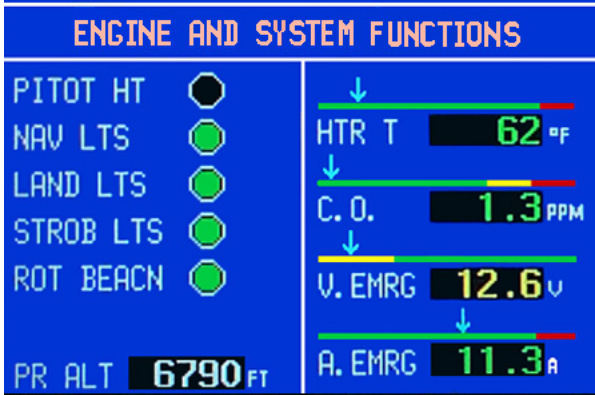 ENGINE AND SYSTEM FUNCTIONS
PITOT HT
NAV LTS
LAND LTS
STROB LTS
ROT BEACN
PR ALT 6790 FT
HTR T 62 °F
C.O. 1.3 PPM
V.EMRG 12.6 V
A.EMRG 11.3 A